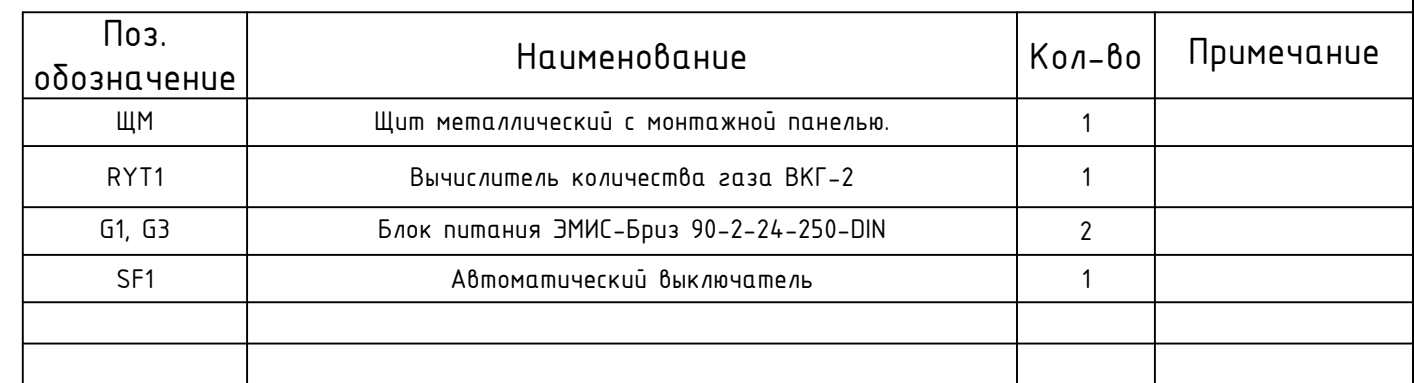 Поз. обозначение Наименование Кол-во Примечание
ЩМ Щит металлический с монтажной панелью. 1
RYT1 Вычислитель количества газа ВКГ-2 1
G1, G3 Блок питания ЭМИС-Бриз 90-2-24-250-DIN 2
SF1 Автоматический выключатель 1